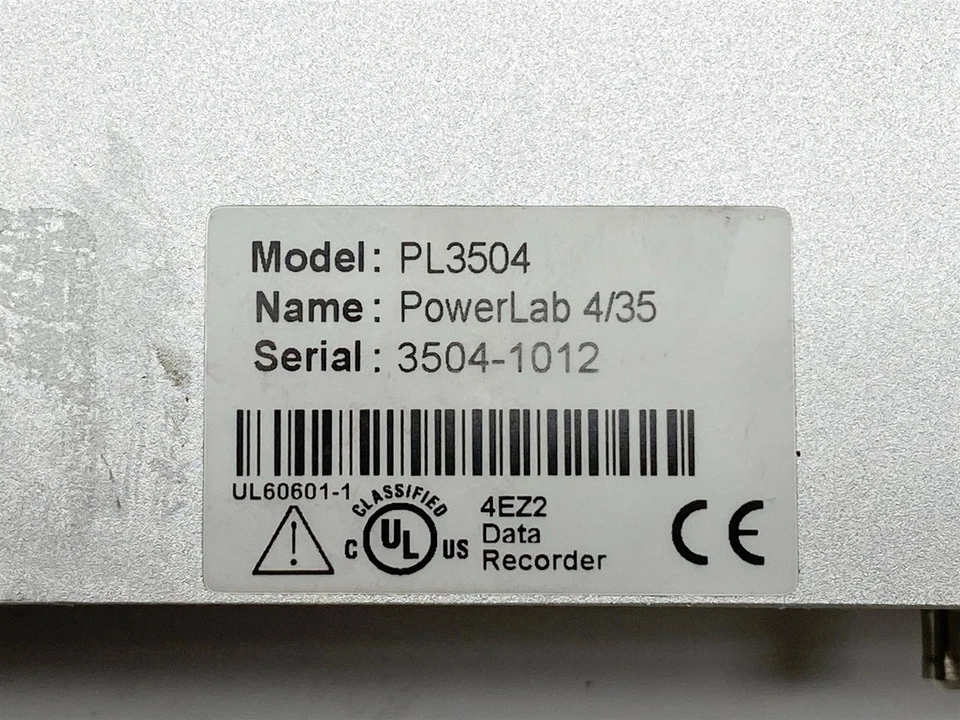 Model: PL3504
Name: PowerLab 4/35
Serial: 3504-1012
UL60601-1
CLASSIFIED
C UL US
4EZ2
Data
Recorder
CE